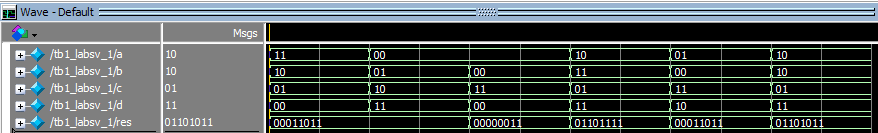 Wave - Default
Msgs
/tb1_labsv_1/a 10 11 00 10 01 10
/tb1_labsv_1/b 10 10 01 00 11 00 10
/tb1_labsv_1/c 01 01 10 11 01 11 01
/tb1_labsv_1/d 11 00 11 00 11 10 11
/tb1_labsv_1/res 01101011 00011011 00000011 01101111 00011011 01101011